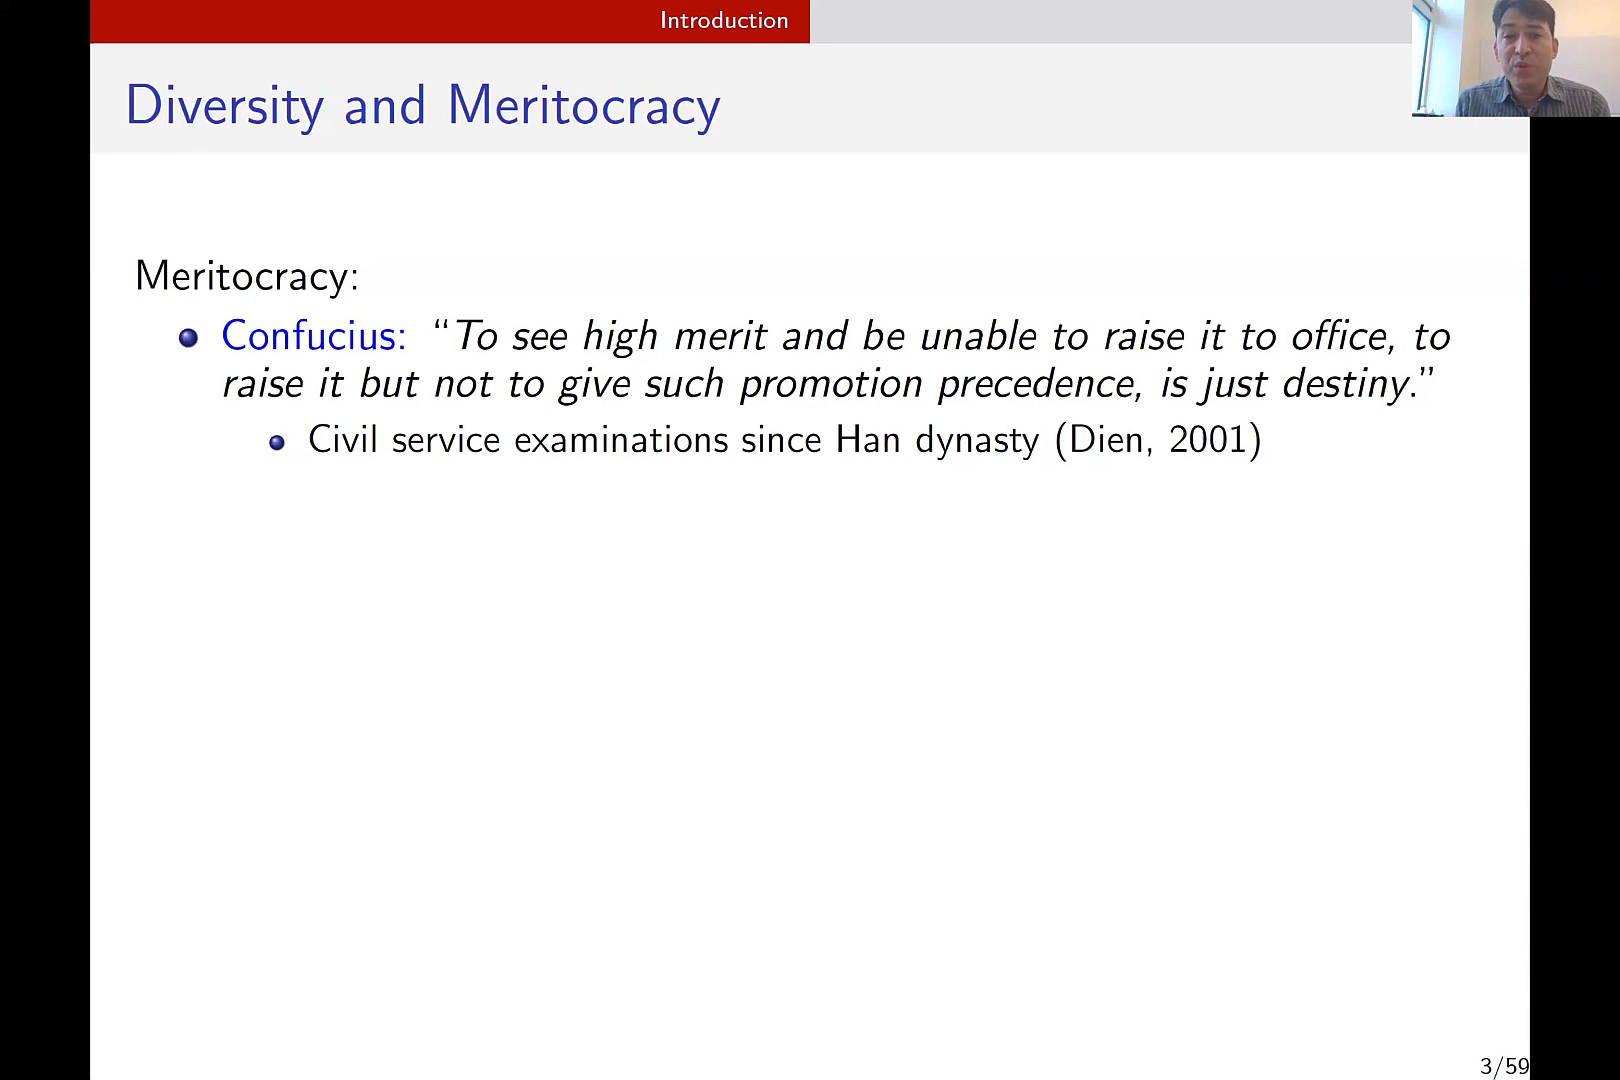 Introduction
Diversity and Meritocracy
Meritocracy:
Confucius: “To see high merit and be unable to raise it to office, to
raise it but not to give such promotion precedence, is just destiny.”
Civil service examinations since Han dynasty (Dien, 2001)
3/59